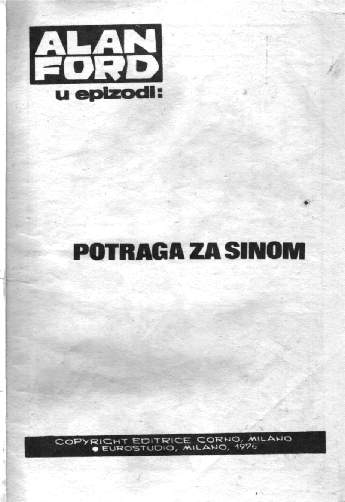 ALAN
FORD
u epizodi:
POTRAGA ZA SINOM
COPYRIGHT EDITRICE CORNO, MILANO
● EUROSTUDIO, MILANO, 1976